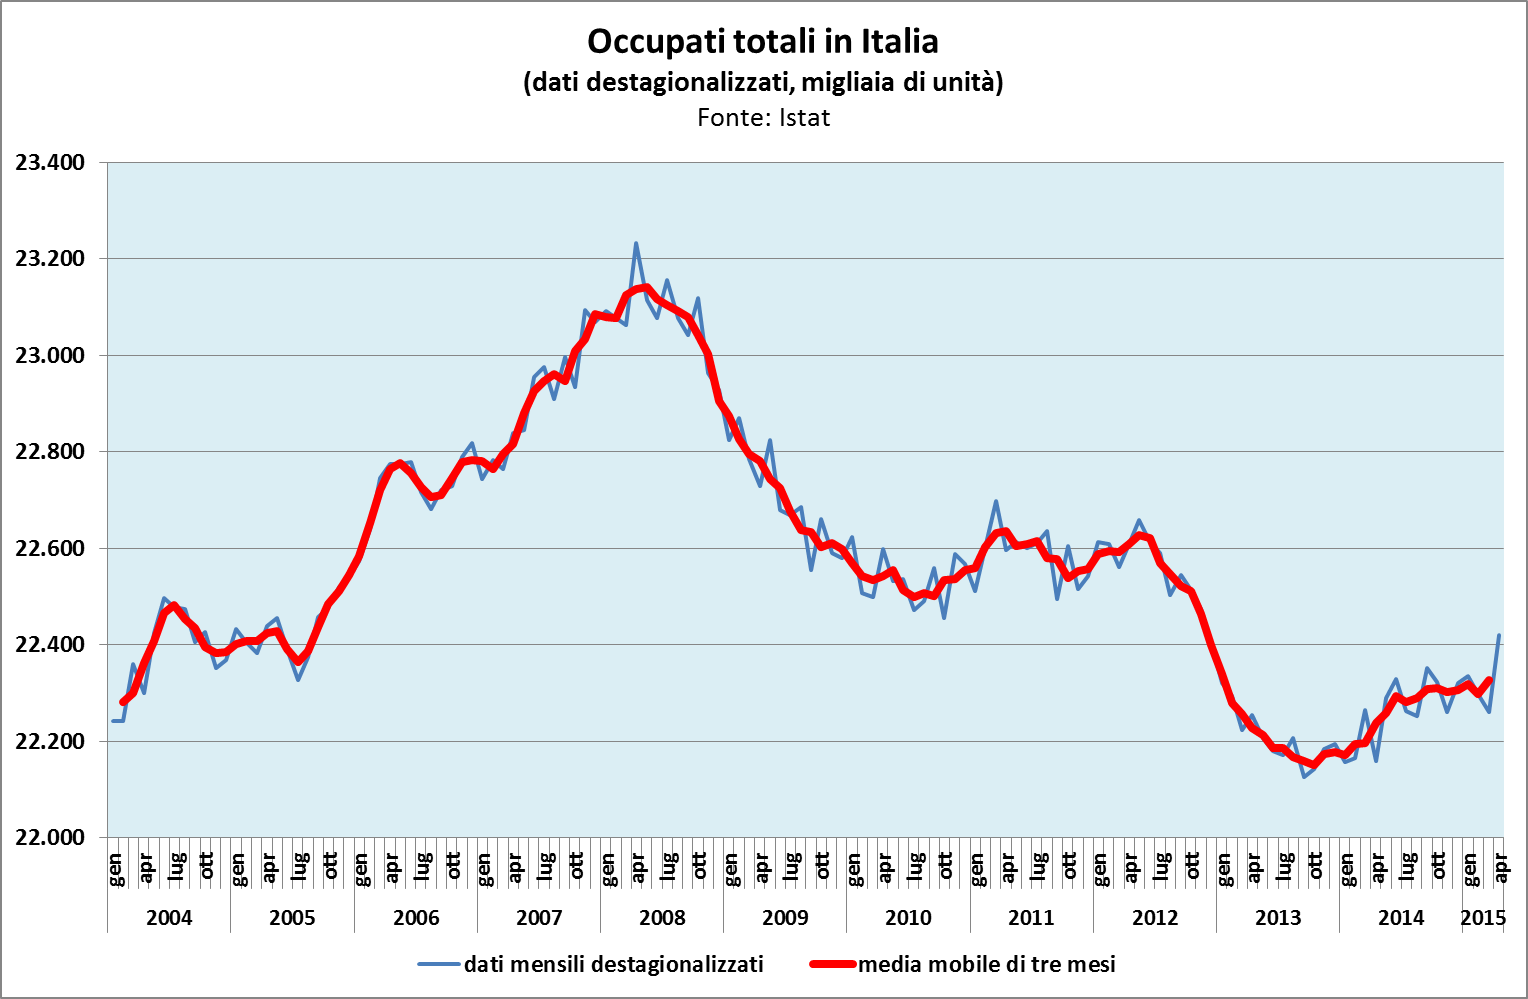 Occupati totali in Italia
(dati destagionalizzati, migliaia di unità)
Fonte: Istat
23.400
23.200
23.000
22.800
22.600
22.400
22.200
22.000
gen apr lug ott gen apr lug ott gen apr lug ott gen apr lug ott gen apr lug ott gen apr lug ott gen apr lug ott gen apr lug ott gen apr lug ott gen apr lug ott gen apr lug ott gen apr
2004 2005 2006 2007 2008 2009 2010 2011 2012 2013 2014 2015
dati mensili destagionalizzati media mobile di tre mesi